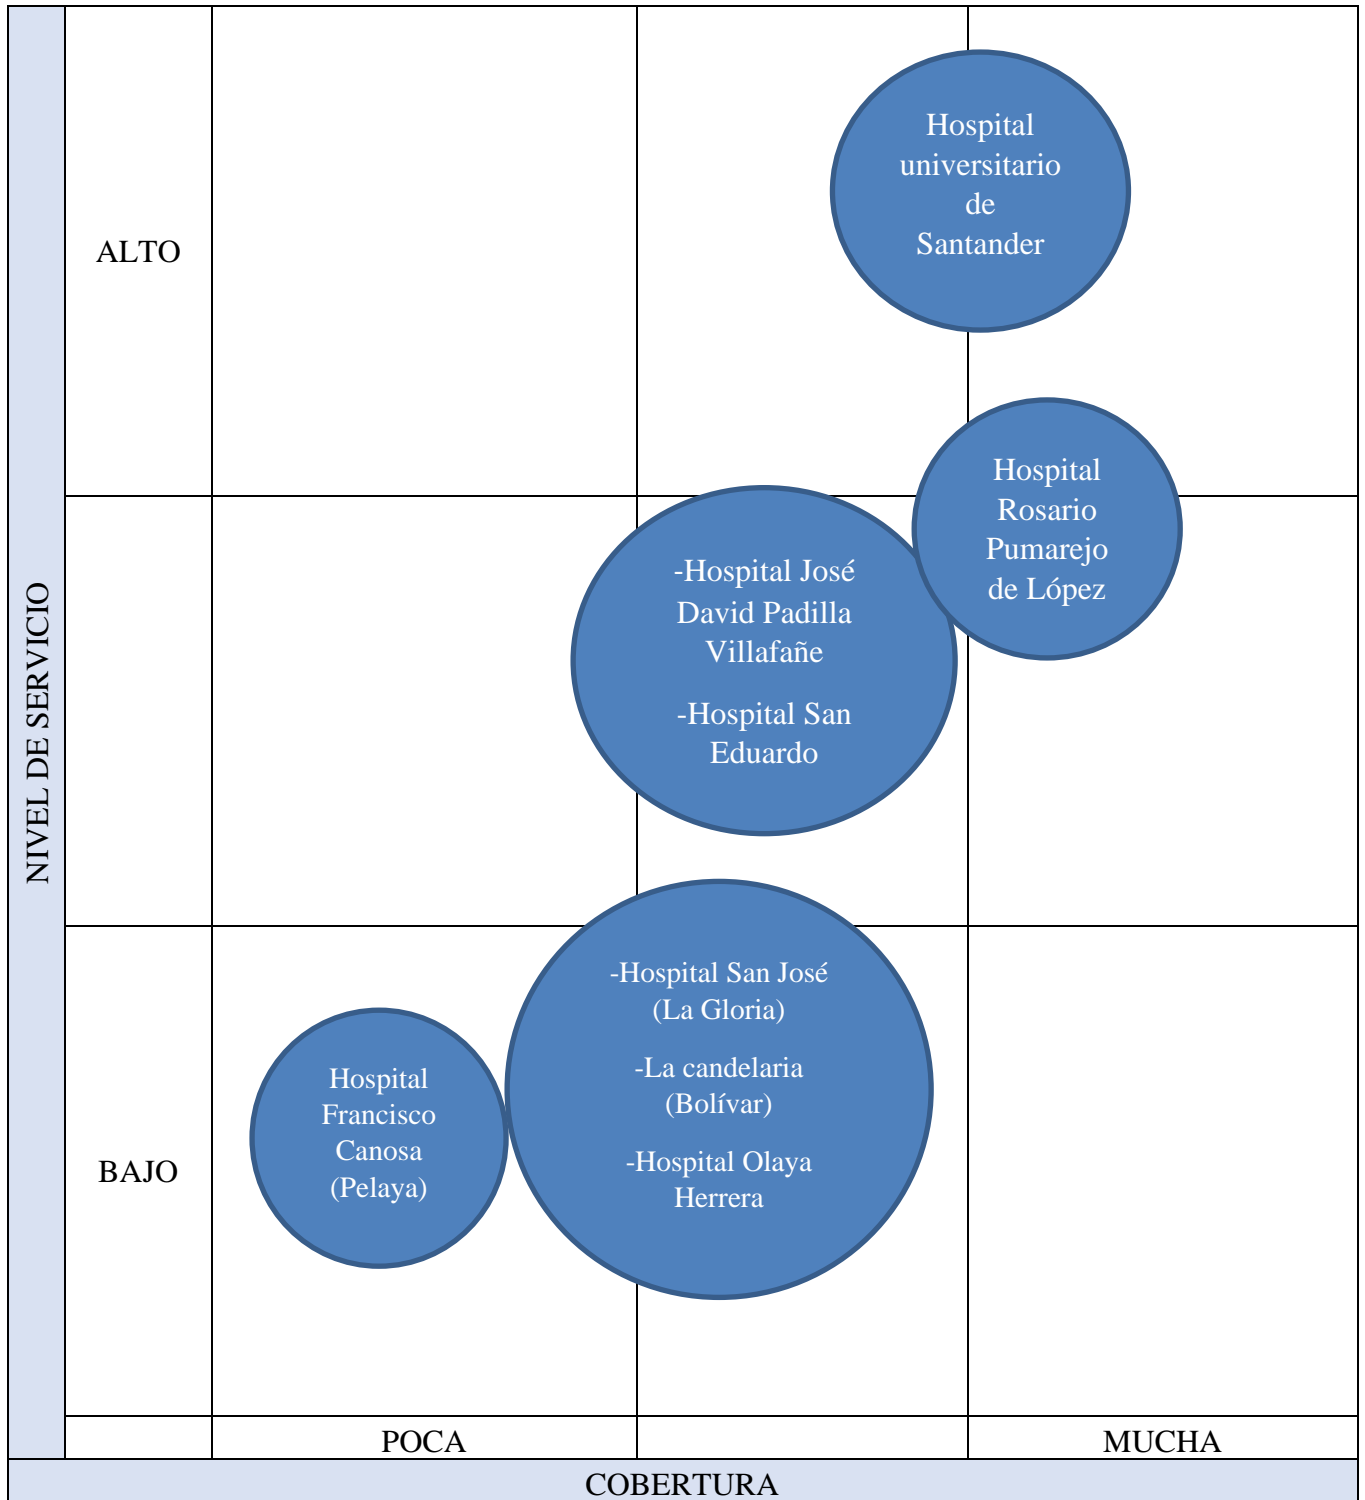 NIVEL DE SERVICIO
ALTO
Hospital
universitario
de
Santander
Hospital
Rosario
Pumarejo
de López
-Hospital José
David Padilla
Villafañe
-Hospital San
Eduardo
BAJO
Hospital
Francisco
Canosa
(Pelaya)
-Hospital San José
(La Gloria)
-La candelaria
(Bolívar)
-Hospital Olaya
Herrera
POCA
MUCHA
COBERTURA